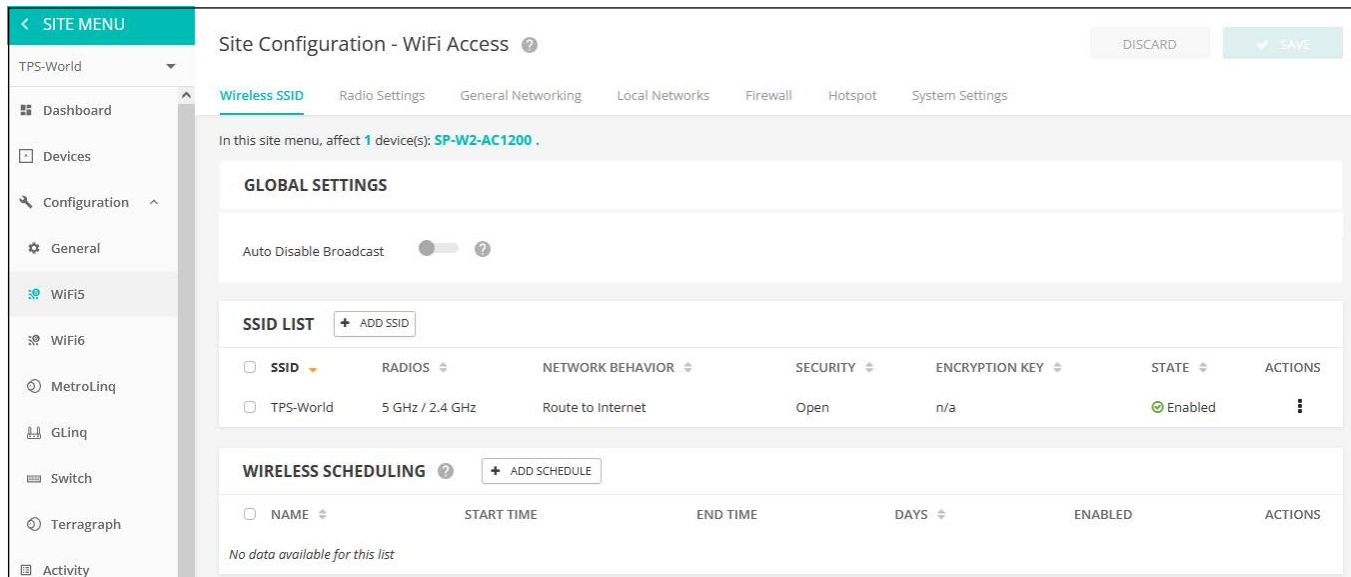 SITE MENU
TPS-World
Dashboard
Devices
Configuration
General
WiFi5
WiFi6
MetroLinq
GLinq
Switch
Terragraph
Activity
Site Configuration - WiFi Access ?
DISCARD
SAVE
Wireless SSID Radio Settings General Networking Local Networks Firewall Hotspot System Settings
In this site menu, affect 1 device(s): SP-W2-AC1200 .
GLOBAL SETTINGS
Auto Disable Broadcast ?
SSID LIST + ADD SSID
SSID RADIOS NETWORK BEHAVIOR SECURITY ENCRYPTION KEY STATE ACTIONS
TPS-World 5 GHz / 2.4 GHz Route to Internet Open n/a Enabled
WIRELESS SCHEDULING ? + ADD SCHEDULE
NAME START TIME END TIME DAYS ENABLED ACTIONS
No data available for this list